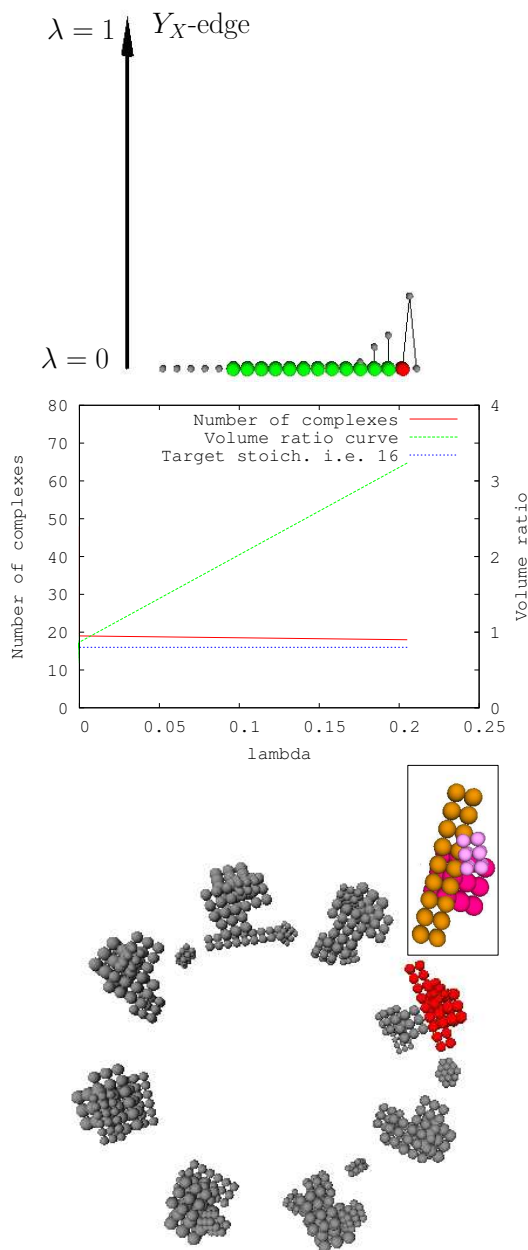 λ = 1 Y_X-edge
λ = 0
Number of complexes
Volume ratio curve
Target stoich. i.e. 16
80
70
60
50
40
30
20
10
0
Number of complexes
4
3
2
1
0
Volume ratio
0 0.05 0.1 0.15 0.2 0.25
lambda